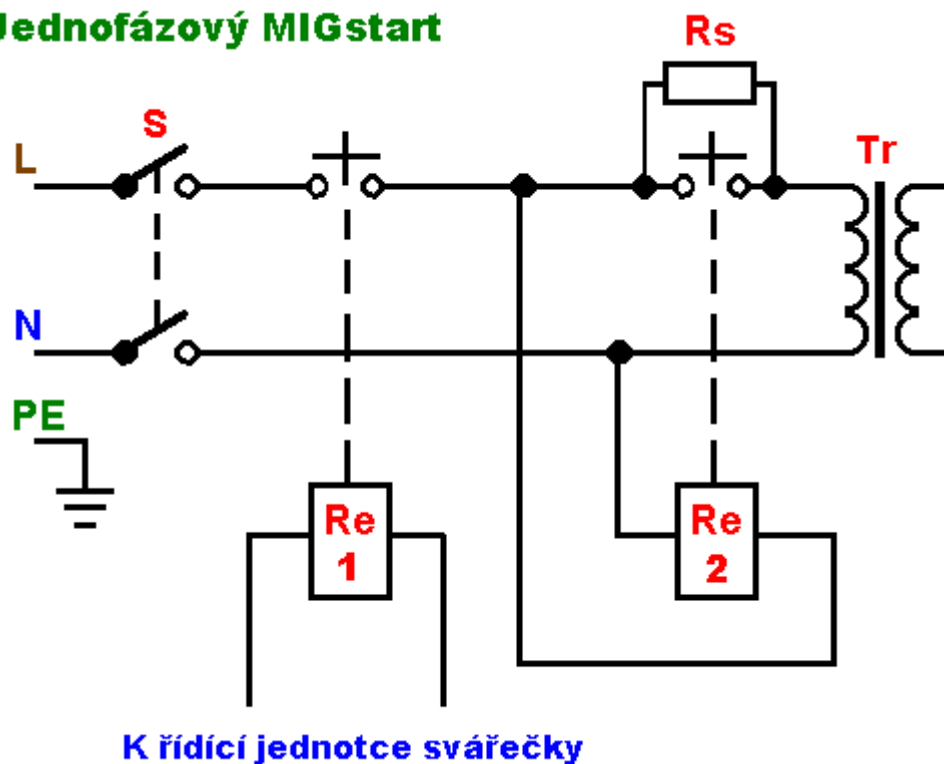 Jednofázový MIGstart
Rs
S
L
Tr
N
PE
Re
1
Re
2
K řídící jednotce svářečky